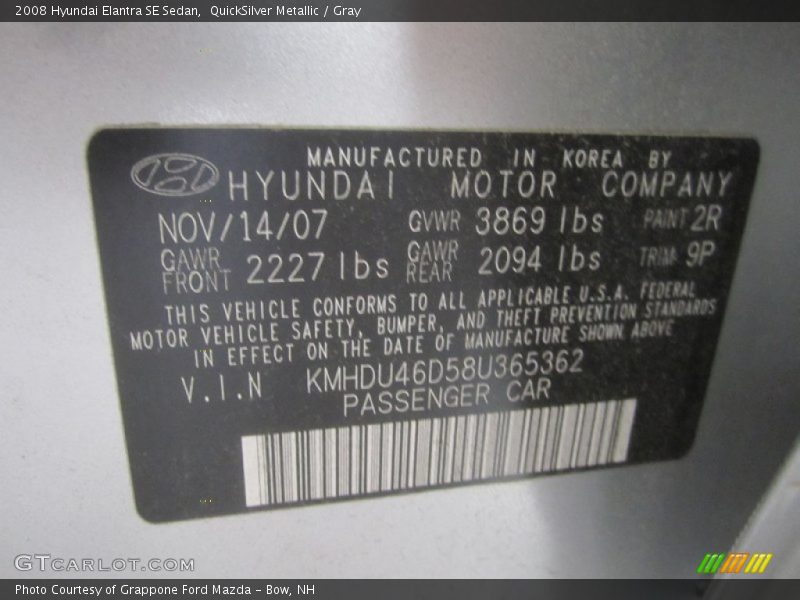 2008 Hyundai Elantra SE Sedan, QuickSilver Metallic / Gray
MANUFACTURED IN KOREA BY
HYUNDAI MOTOR COMPANY
NOV/14/07 GVWR 3869 lbs PAINT 2R
GAWR FRONT 2227 lbs GAWR REAR 2094 lbs TRIM 9P
THIS VEHICLE CONFORMS TO ALL APPLICABLE U.S.A. FEDERAL
MOTOR VEHICLE SAFETY, BUMPER, AND THEFT PREVENTION STANDARDS
IN EFFECT ON THE DATE OF MANUFACTURE SHOWN ABOVE
V.I.N KMHDU46D58U365362
PASSENGER CAR
GTCARLOT.COM
Photo Courtesy of Grappone Ford Mazda - Bow, NH